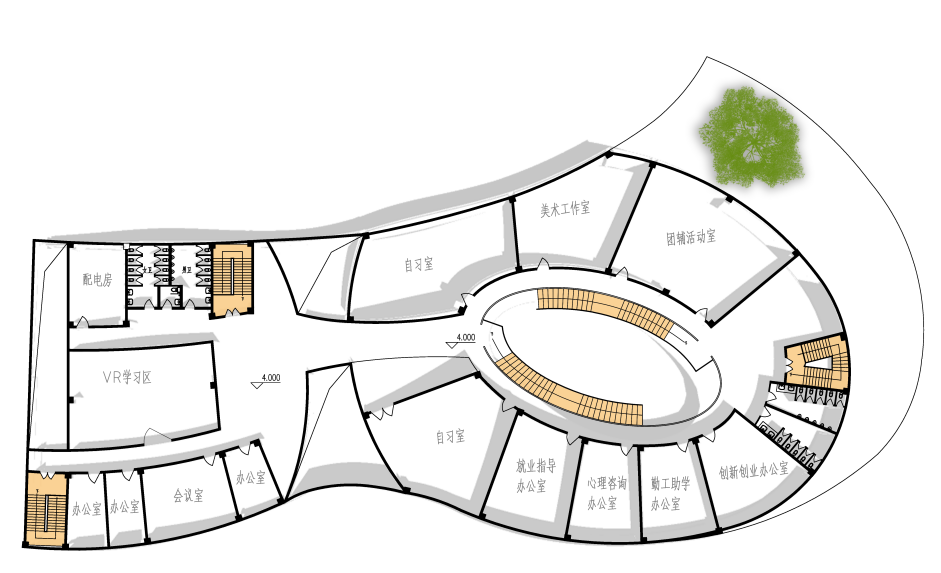 美术工作室
团辅活动室
自习室
配电房
女卫
男卫
4.000
4.000
VR学习区
自习室
就业指导
办公室
心理咨询
办公室
勤工助学
办公室
创新创业办公室
办公室
办公室
会议室
办公室